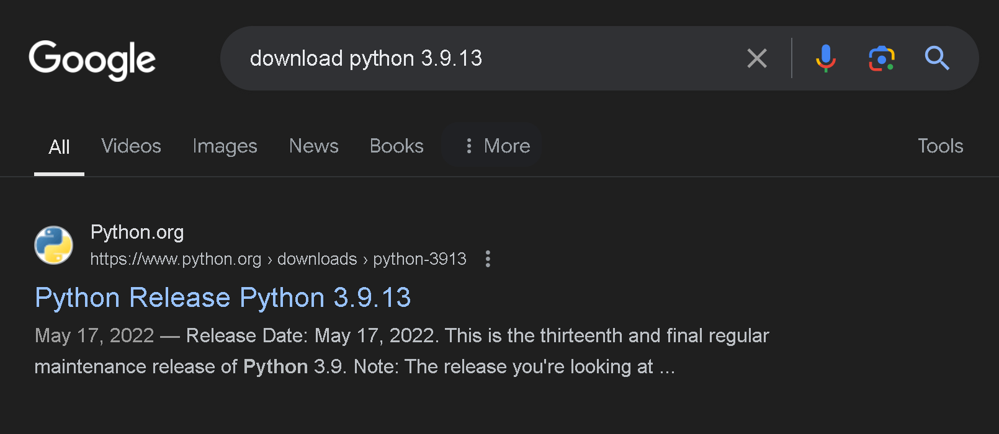 Google
download python 3.9.13
All Videos Images News Books More Tools
Python.org
https://www.python.org › downloads › python-3913
Python Release Python 3.9.13
May 17, 2022 — Release Date: May 17, 2022. This is the thirteenth and final regular
maintenance release of Python 3.9. Note: The release you're looking at ...